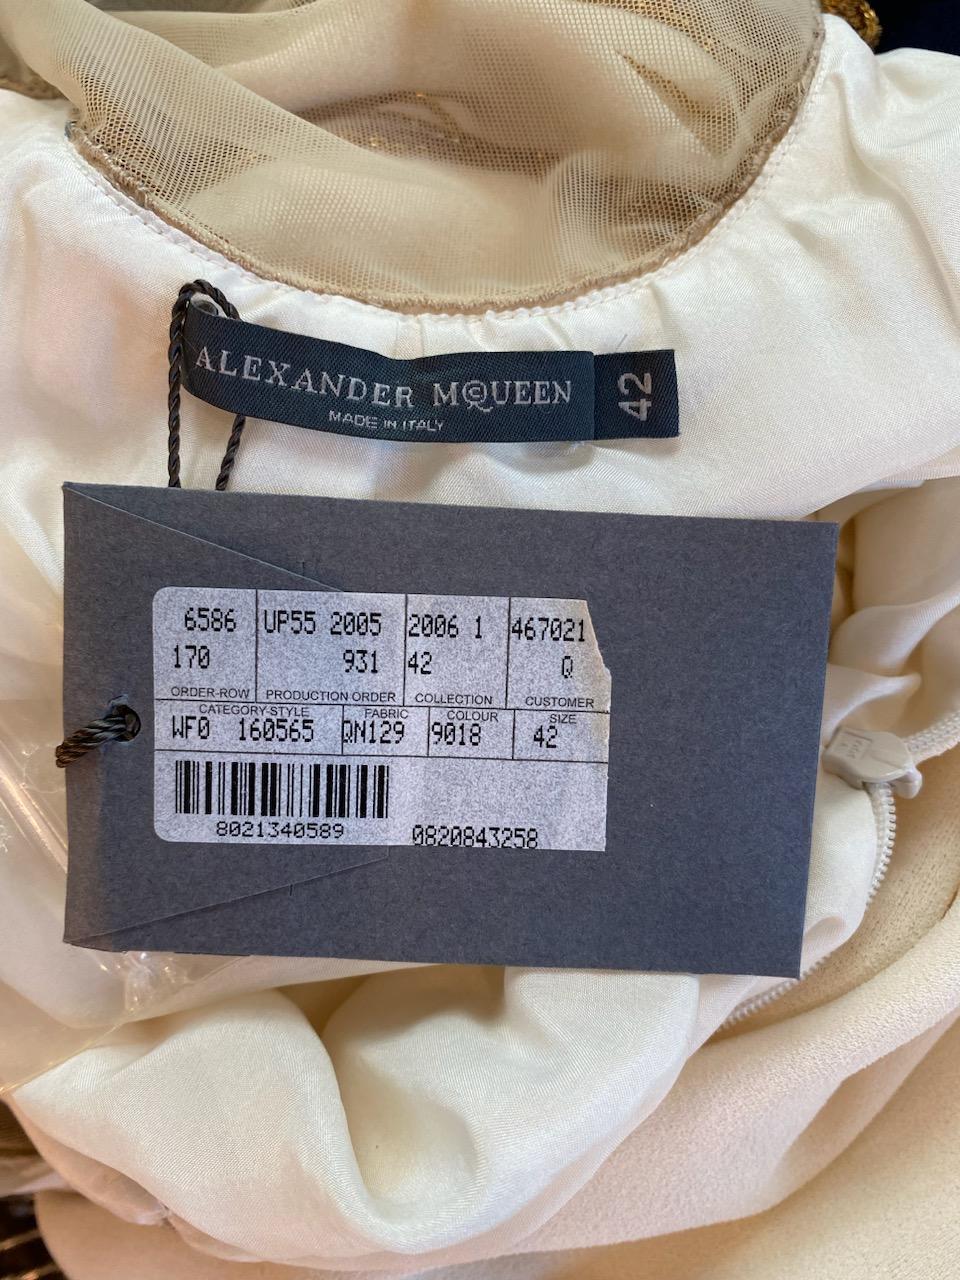 ALEXANDER MCQUEEN
MADE IN ITALY
42
6586 UP55 2005 2006 1 467021
170 931 42 Q
ORDER-ROW PRODUCTION ORDER COLLECTION CUSTOMER
CATEGORY-STYLE FABRIC COLOUR SIZE
WF0 160565 QN129 9018 42
8021340589 0820843258